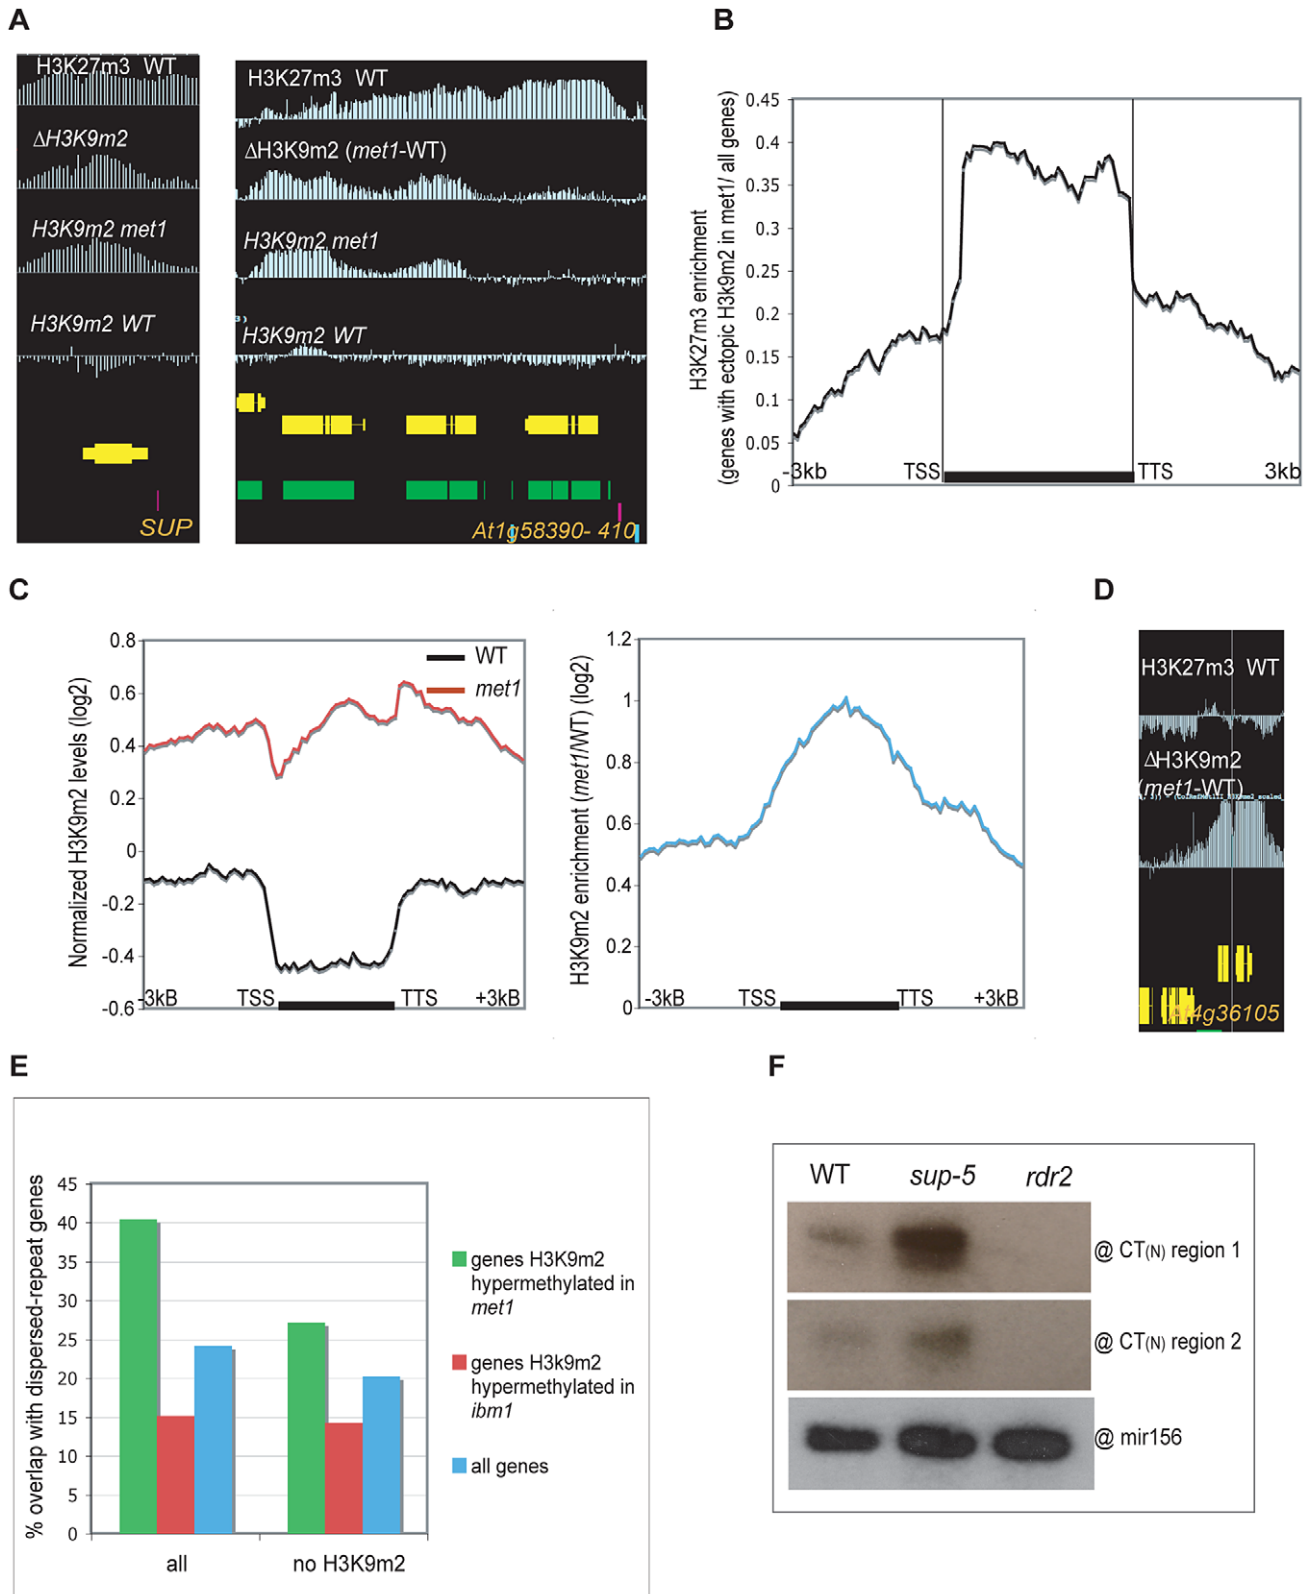 A
H3K27m3 WT
ΔH3K9m2
H3K9m2 met1
H3K9m2 WT
SUP
H3K27m3 WT
ΔH3K9m2 (met1-WT)
H3K9m2 met1
H3K9m2 WT
At1g58390- 410
B
H3K27m3 enrichment
(genes with ectopic H3k9m2 in met1/ all genes)
0.45
0.4
0.35
0.3
0.25
0.2
0.15
0.1
0.05
0
-3kb
TSS
TTS
3kb
C
Normalized H3K9m2 levels (log2)
0.8
0.6
0.4
0.2
0
-0.2
-0.4
-0.6
WT
met1
-3kB
TSS
TTS
+3kB
H3K9m2 enrichment (met1/WT) (log2)
1.2
1
0.8
0.6
0.4
0.2
0
-3kB
TSS
TTS
+3kB
D
H3K27m3 WT
ΔH3K9m2
(met1-WT)
At4g36105
E
% overlap with dispersed-repeat genes
45
40
35
30
25
20
15
10
5
0
all
no H3K9m2
genes H3K9m2
hypermethylated in
met1
genes H3k9m2
hypermethylated in
ibm1
all genes
F
WT sup-5 rdr2
@ CT(N) region 1
@ CT(N) region 2
@ mir156